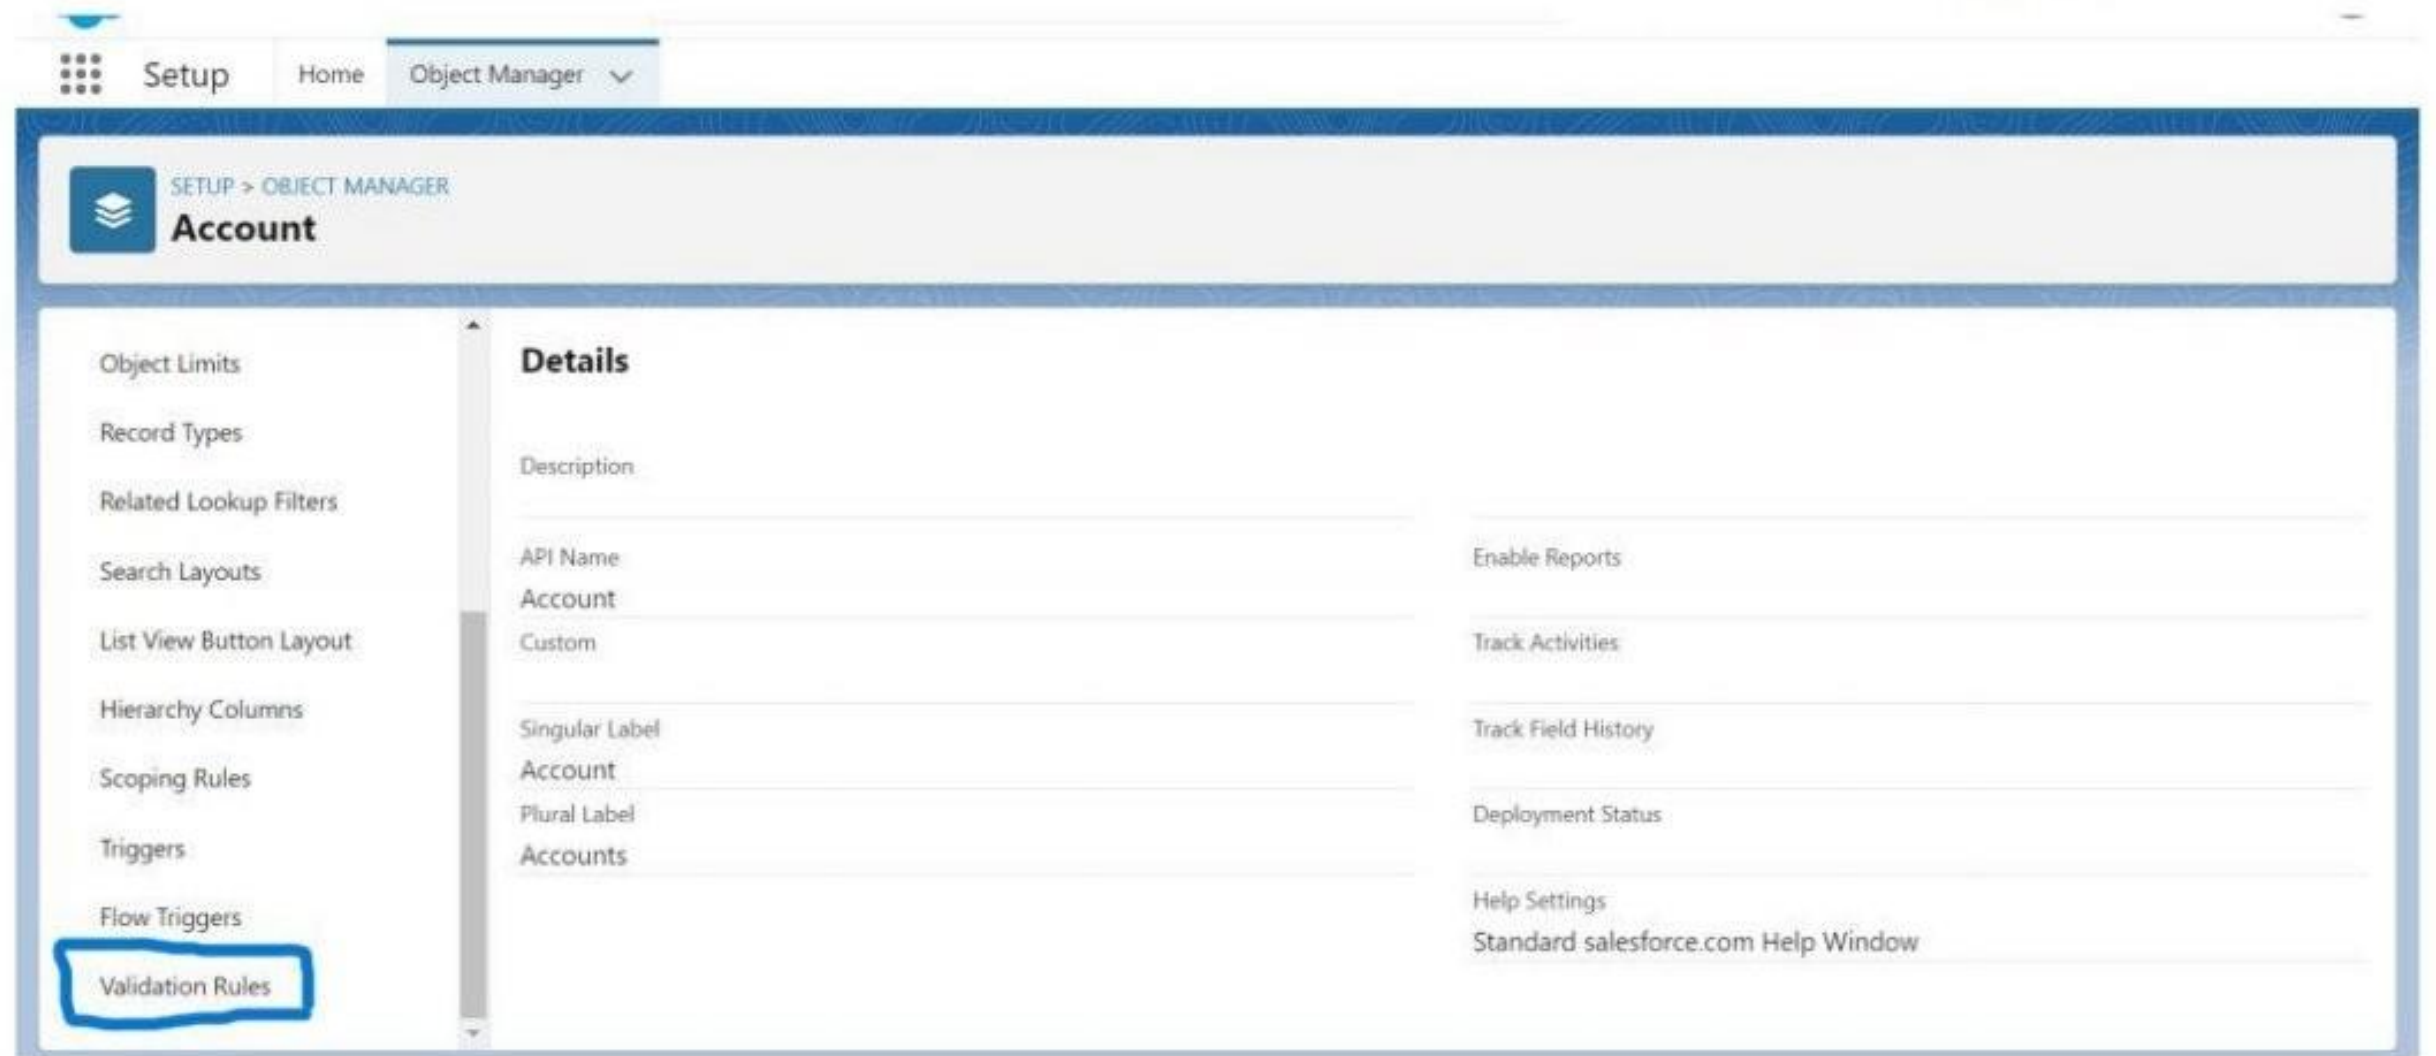 Setup
Home
Object Manager
SETUP > OBJECT MANAGER
Account
Object Limits
Record Types
Related Lookup Filters
Search Layouts
List View Button Layout
Hierarchy Columns
Scoping Rules
Triggers
Flow Triggers
Validation Rules
Details
Description
API Name
Account
Custom
Singular Label
Account
Plural Label
Accounts
Enable Reports
Track Activities
Track Field History
Deployment Status
Help Settings
Standard salesforce.com Help Window